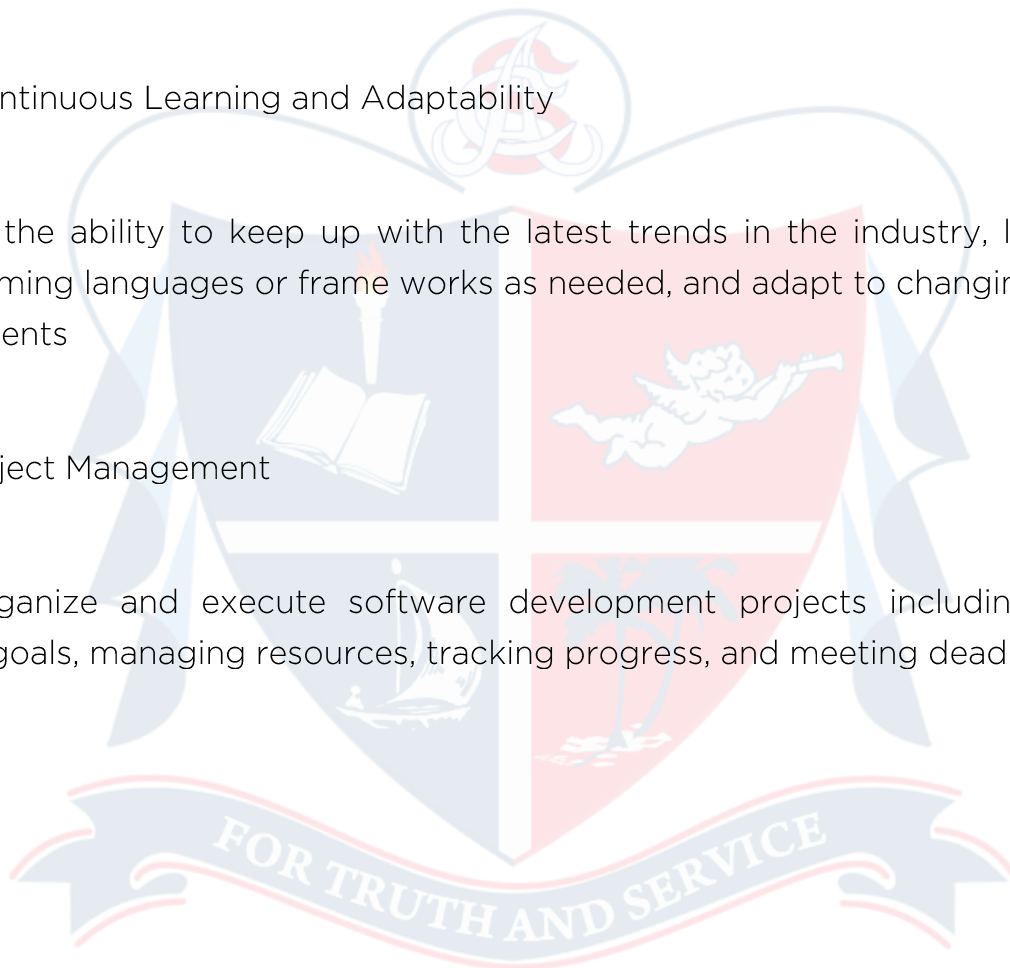 ntinuous Learning and Adaptability
the ability to keep up with the latest trends in the industry, l
ming languages or frame works as needed, and adapt to changin
ents
ject Management
ganize and execute software development projects includin
goals, managing resources, tracking progress, and meeting dead
FOR TRUTH AND SERVICE